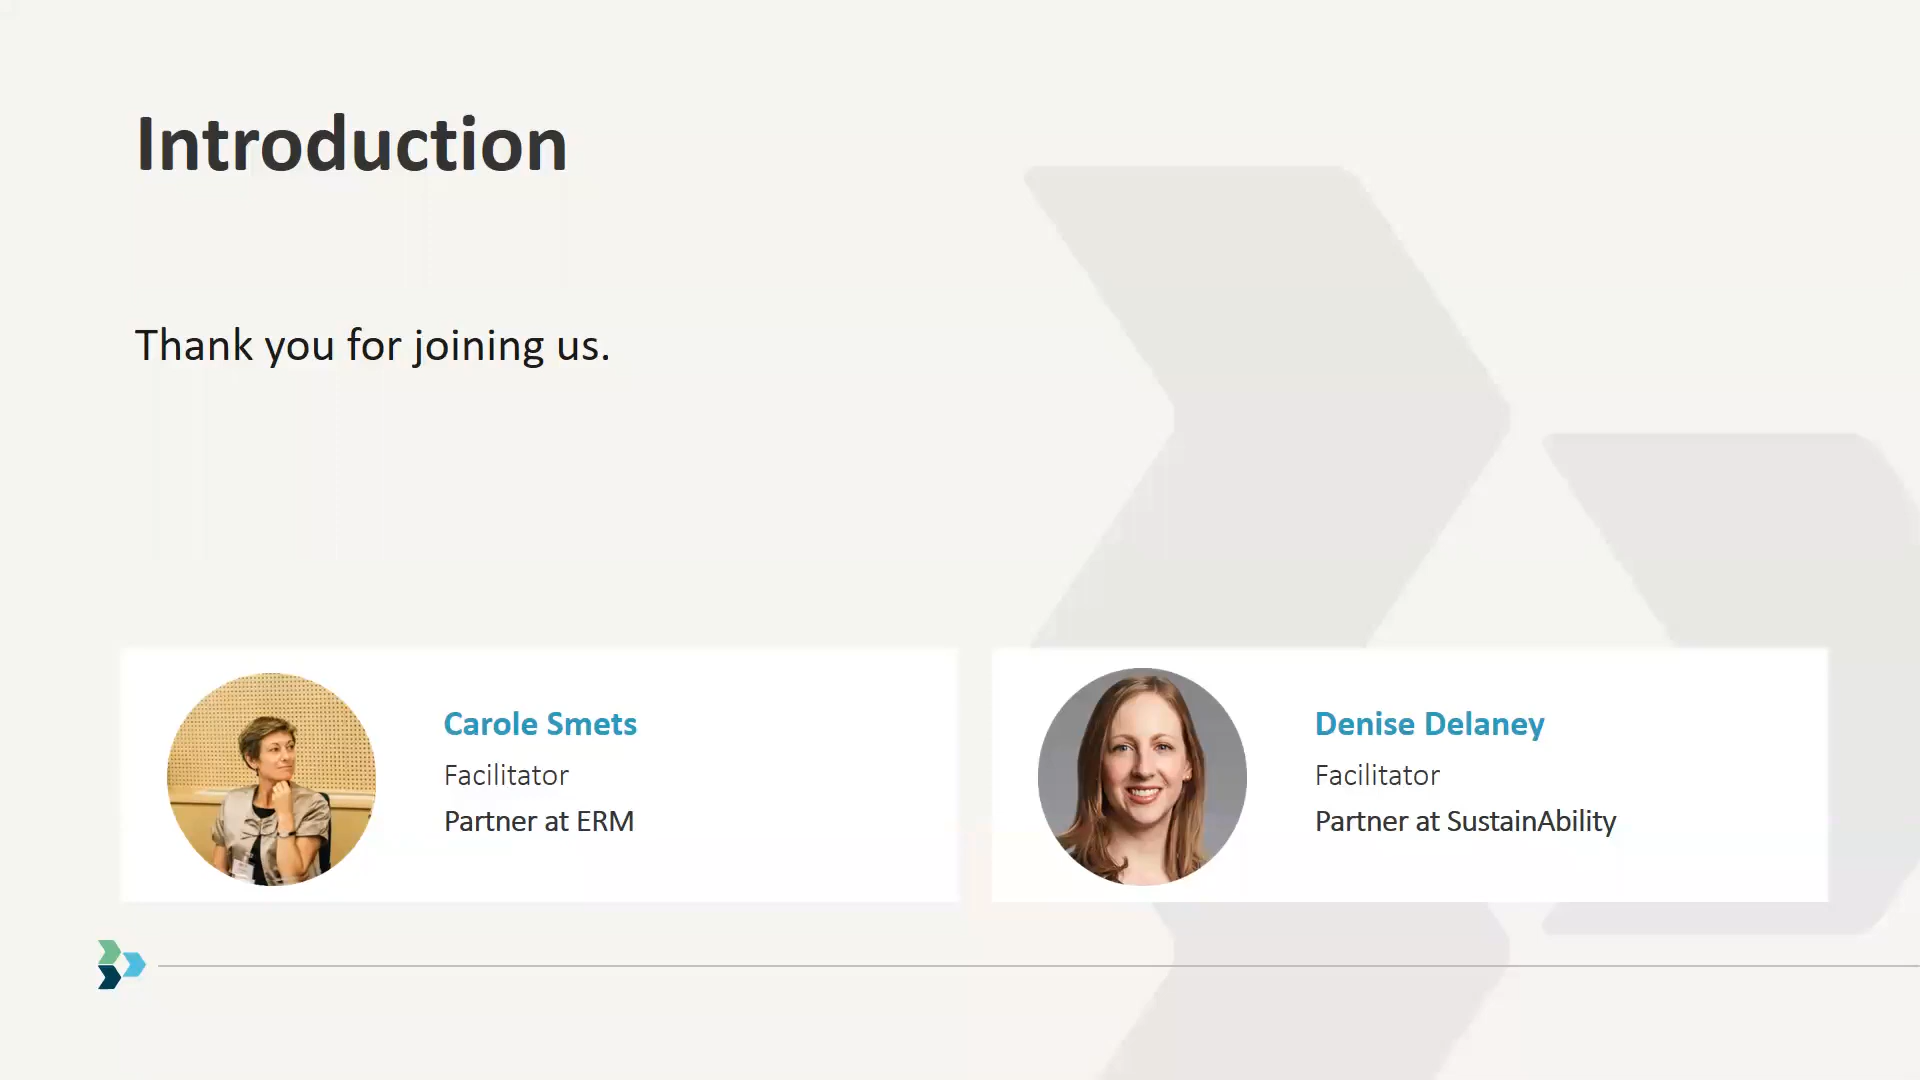 Introduction
Thank you for joining us.
Carole Smets
Facilitator
Partner at ERM
Denise Delaney
Facilitator
Partner at SustainAbility